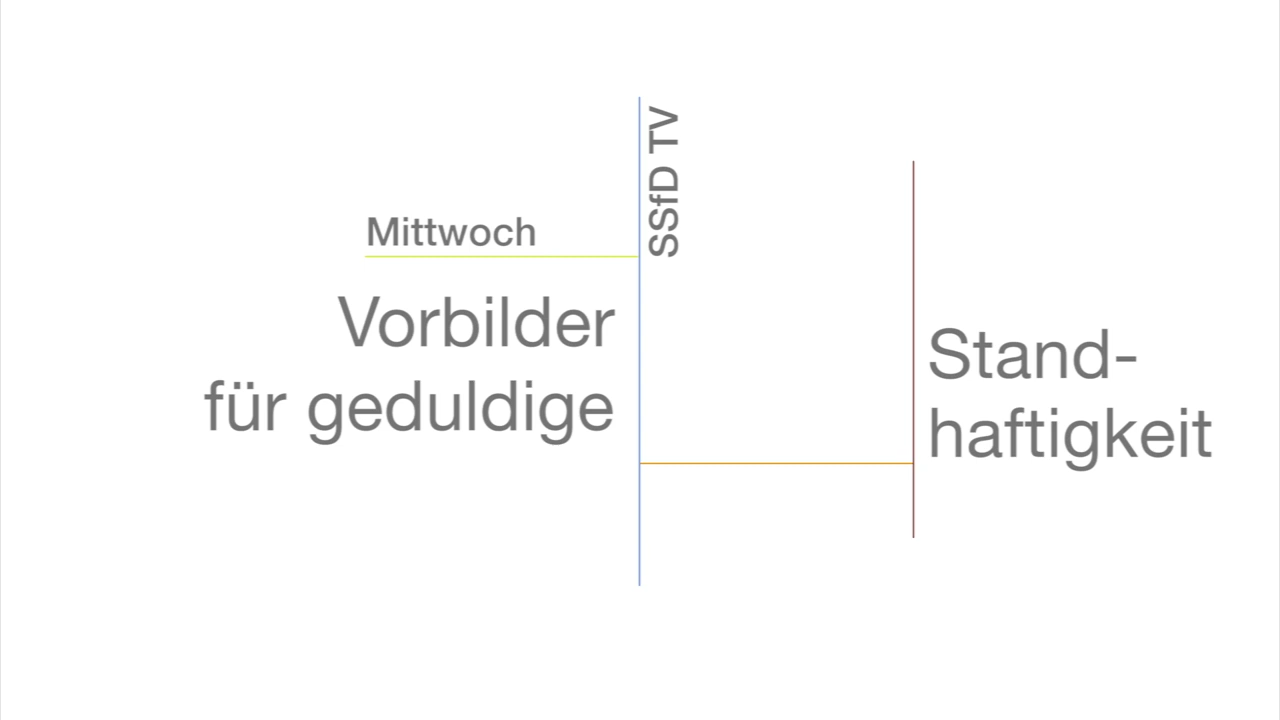 Mittwoch
SSfD TV
Vorbilder
für geduldige
Stand-
haftigkeit